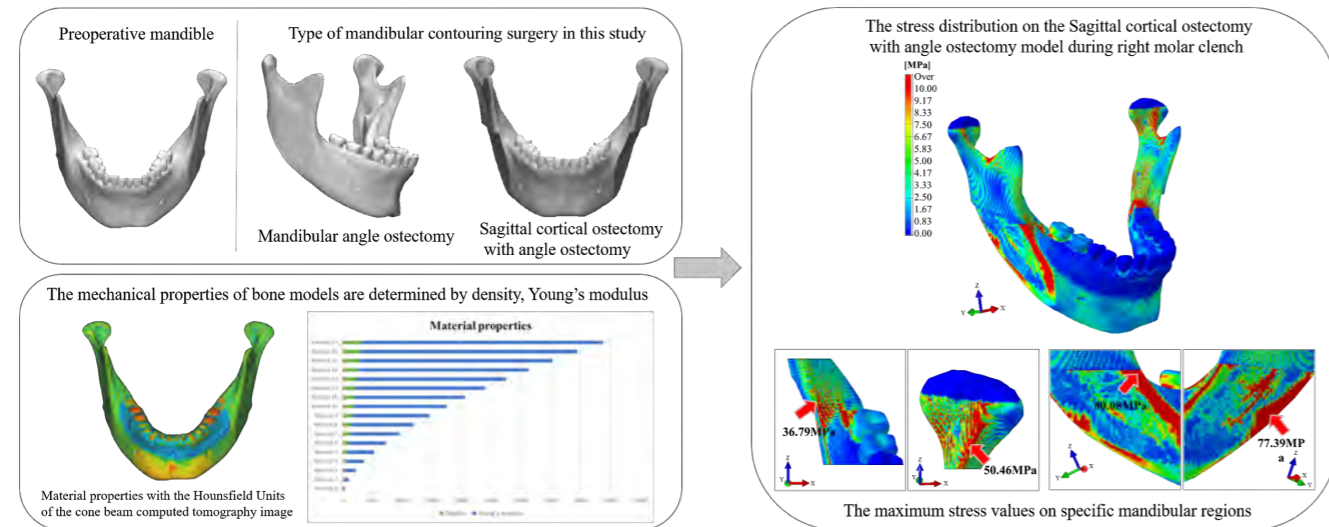 Preoperative mandible
Type of mandibular contouring surgery in this study
Mandibular angle ostectomy
Sagittal cortical ostectomy
with angle ostectomy
The mechanical properties of bone models are determined by density, Young's modulus
Material properties
Young's modulus
Material properties with the Hounsfield Units
of the cone beam computed tomography image
The stress distribution on the Sagittal cortical ostectomy
with angle ostectomy model during right molar clench
[MPa]
Over
10.00
9.17
8.33
7.50
6.67
5.83
5.00
4.17
3.33
2.50
1.67
0.83
0.00
Z
Y
X
36.79MPa
Z
Y
X
50.46MPa
Z
Y
X
80.08MPa
Z
Y
X
77.39MP
a
Z
Y
X
The maximum stress values on specific mandibular regions